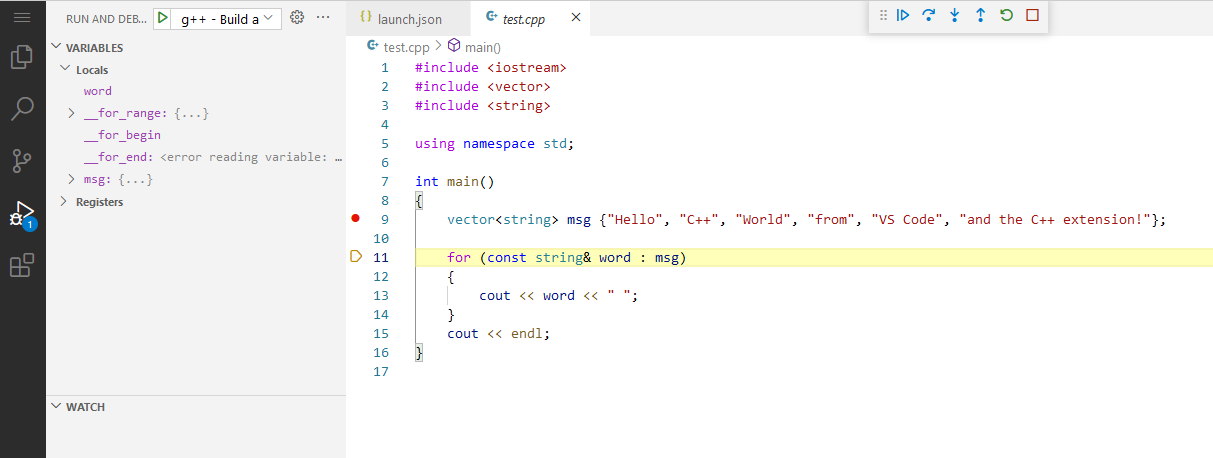 RUN AND DEB... g++ - Build a ···
VARIABLES
Locals
word
__for_range: {...}
__for_begin
__for_end: <error reading variable: …
msg: {...}
Registers
WATCH
1
launch.json
test.cpp
test.cpp > main()
1 #include <iostream>
2 #include <vector>
3 #include <string>
4
5 using namespace std;
6
7 int main()
8 {
9 vector<string> msg {"Hello", "C++", "World", "from", "VS Code", "and the C++ extension!"};
10
11 for (const string& word : msg)
12 {
13 cout << word << " ";
14 }
15 cout << endl;
16 }
17